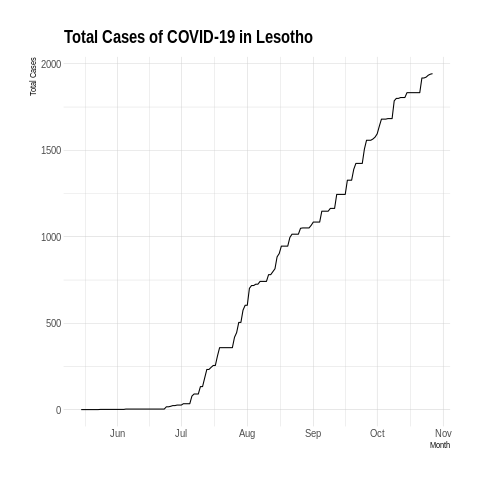 Total Cases of COVID-19 in Lesotho
Total Cases
2000
1500
1000
500
0
Jun Jul Aug Sep Oct Nov
Month